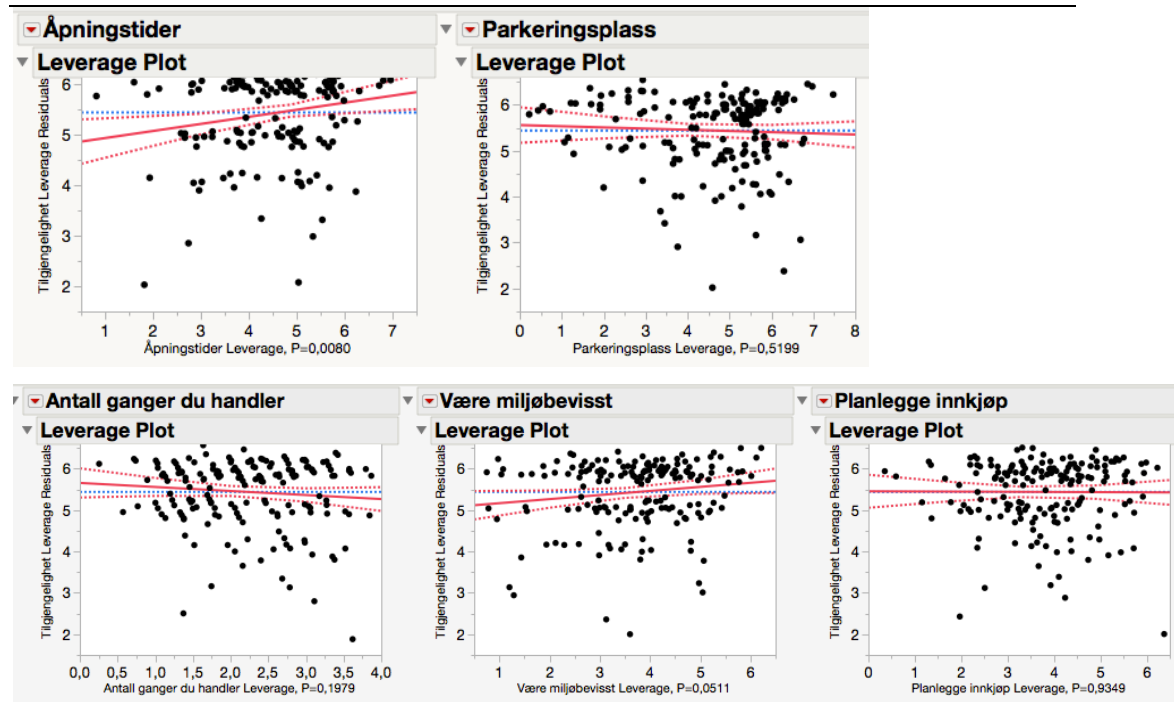 Åpningstider
Leverage Plot
Tilgjengelighet Leverage Residuals
6
5
4
3
2
1 2 3 4 5 6 7
Åpningstider Leverage, P=0,0080
Parkeringsplass
Leverage Plot
Tilgjengelighet Leverage Residuals
6
5
4
3
2
0 1 2 3 4 5 6 7 8
Parkeringsplass Leverage, P=0,5199
Antall ganger du handler
Leverage Plot
Tilgjengelighet Leverage Residuals
6
5
4
3
2
0,0 0,5 1,0 1,5 2,0 2,5 3,0 3,5 4,0
Antall ganger du handler Leverage, P=0,1979
Være miljøbevisst
Leverage Plot
Tilgjengelighet Leverage Residuals
6
5
4
3
2
1 2 3 4 5 6
Være miljøbevisst Leverage, P=0,0511
Planlegge innkjøp
Leverage Plot
Tilgjengelighet Leverage Residuals
6
5
4
3
2
0 1 2 3 4 5 6
Planlegge innkjøp Leverage, P=0,9349